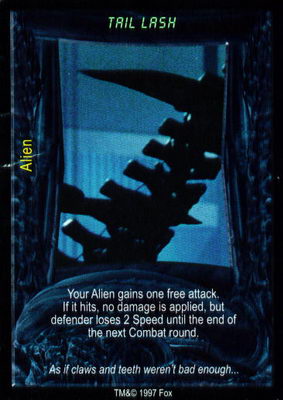 TAIL LASH
Alien
Your Alien gains one free attack.
If it hits, no damage is applied, but
defender loses 2 Speed until the end of
the next Combat round.
As if claws and teeth weren't bad enough...
TM&© 1997 Fox